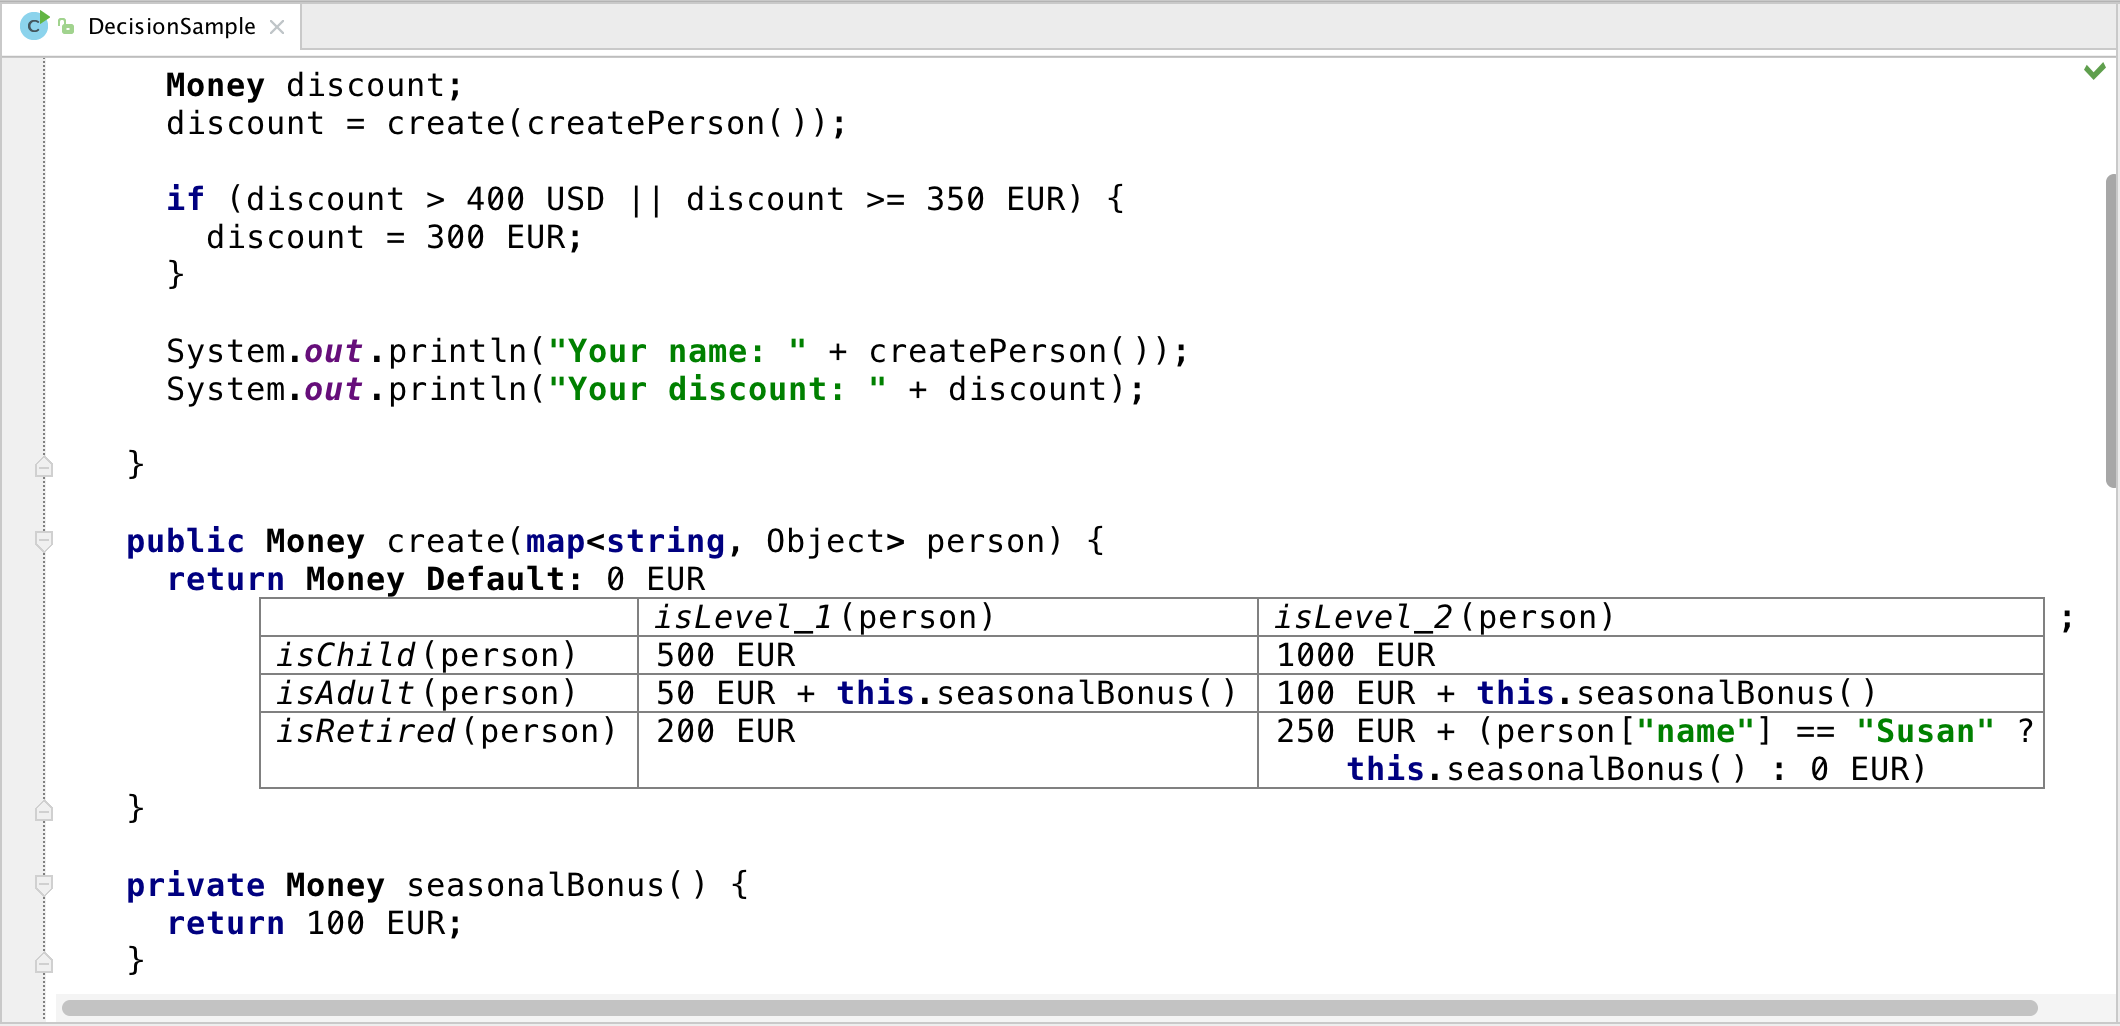 C DecisionSample
Money discount;
discount = create(createPerson());
if (discount > 400 USD || discount >= 350 EUR) {
discount = 300 EUR;
}
System.out.println("Your name: " + createPerson());
System.out.println("Your discount: " + discount);
}
public Money create(map<string, Object> person) {
return Money Default: 0 EUR
isLevel_1(person) isLevel_2(person) ;
isChild(person) 500 EUR 1000 EUR
isAdult(person) 50 EUR + this.seasonalBonus() 100 EUR + this.seasonalBonus()
isRetired(person) 200 EUR 250 EUR + (person["name"] == "Susan" ?
this.seasonalBonus() : 0 EUR)
}
private Money seasonalBonus() {
return 100 EUR;
}